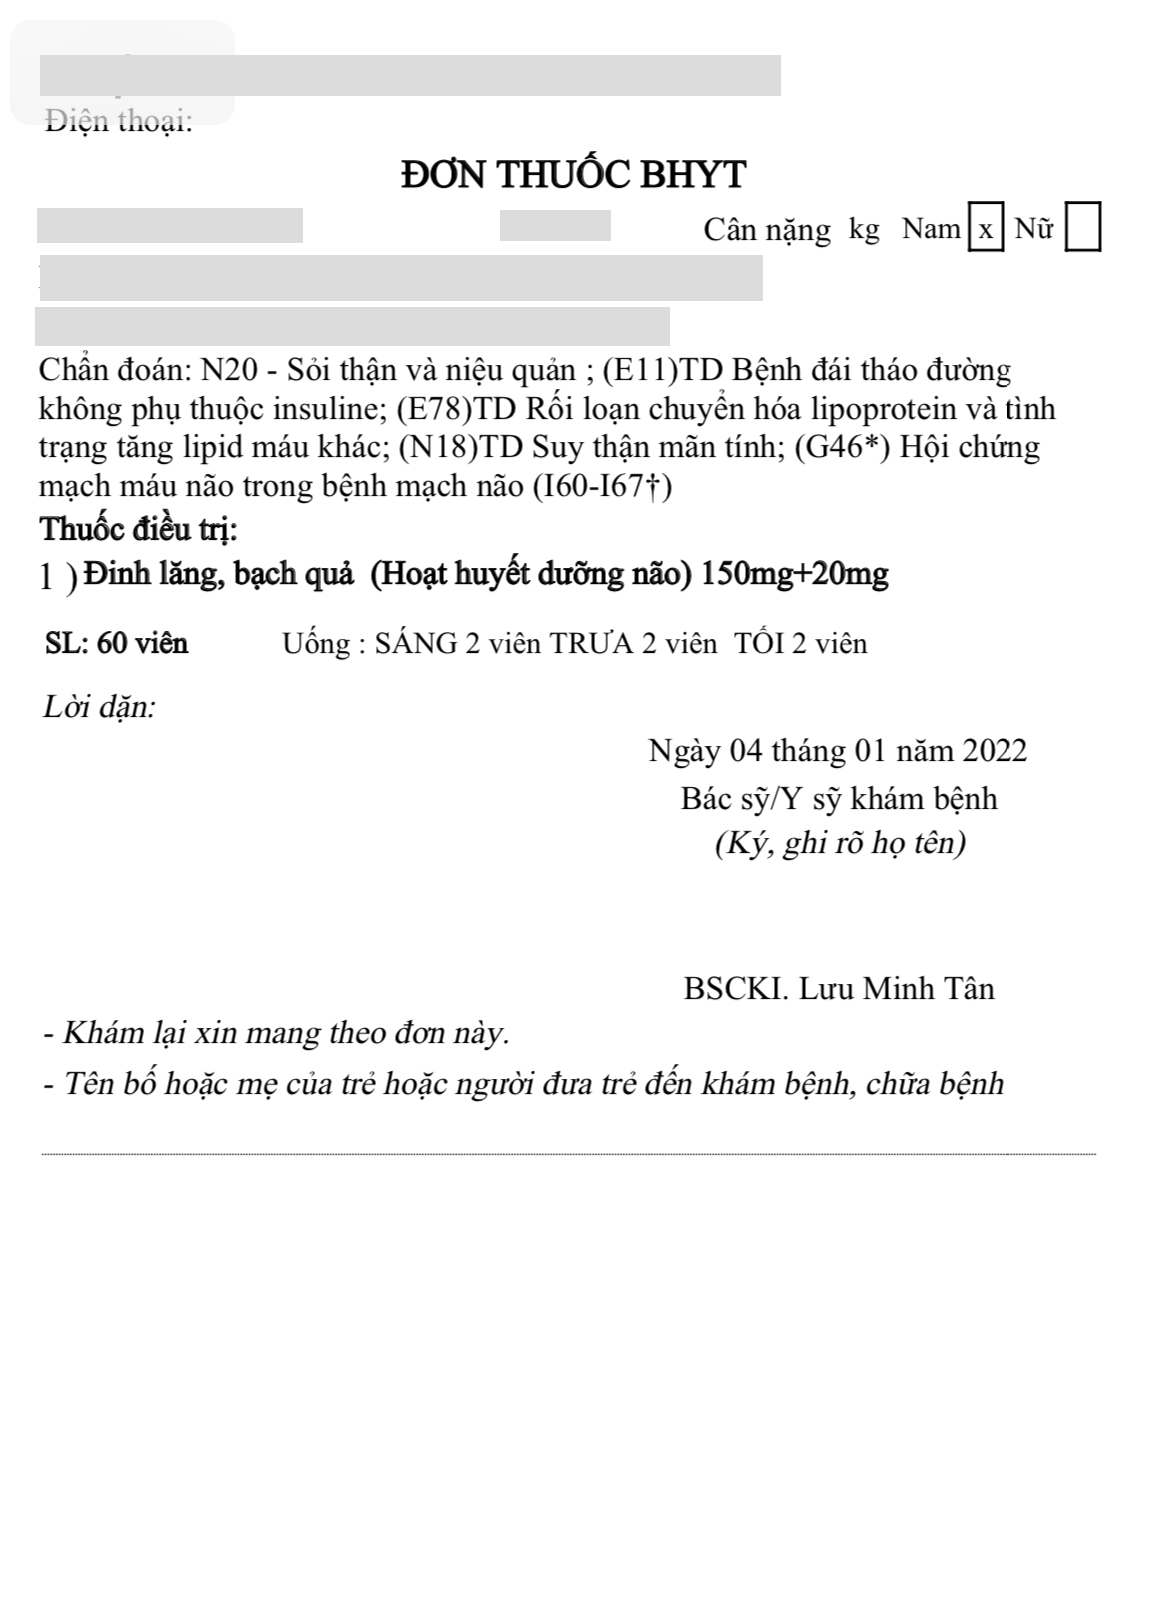 Điện thoại:
ĐƠN THUỐC BHYT
Cân nặng kg Nam x Nữ
Chẩn đoán: N20 - Sỏi thận và niệu quản ; (E11)TD Bệnh đái tháo đường
không phụ thuộc insuline; (E78)TD Rối loạn chuyển hóa lipoprotein và tình
trạng tăng lipid máu khác; (N18)TD Suy thận mãn tính; (G46*) Hội chứng
mạch máu não trong bệnh mạch não (I60-I67†)
Thuốc điều trị:
1 ) Đinh lăng, bạch quả (Hoạt huyết dưỡng não) 150mg+20mg
SL: 60 viên Uống : SÁNG 2 viên TRƯA 2 viên TỐI 2 viên
Lời dặn:
Ngày 04 tháng 01 năm 2022
Bác sỹ/Y sỹ khám bệnh
(Ký, ghi rõ họ tên)
BSCKI. Lưu Minh Tân
- Khám lại xin mang theo đơn này.
- Tên bố hoặc mẹ của trẻ hoặc người đưa trẻ đến khám bệnh, chữa bệnh